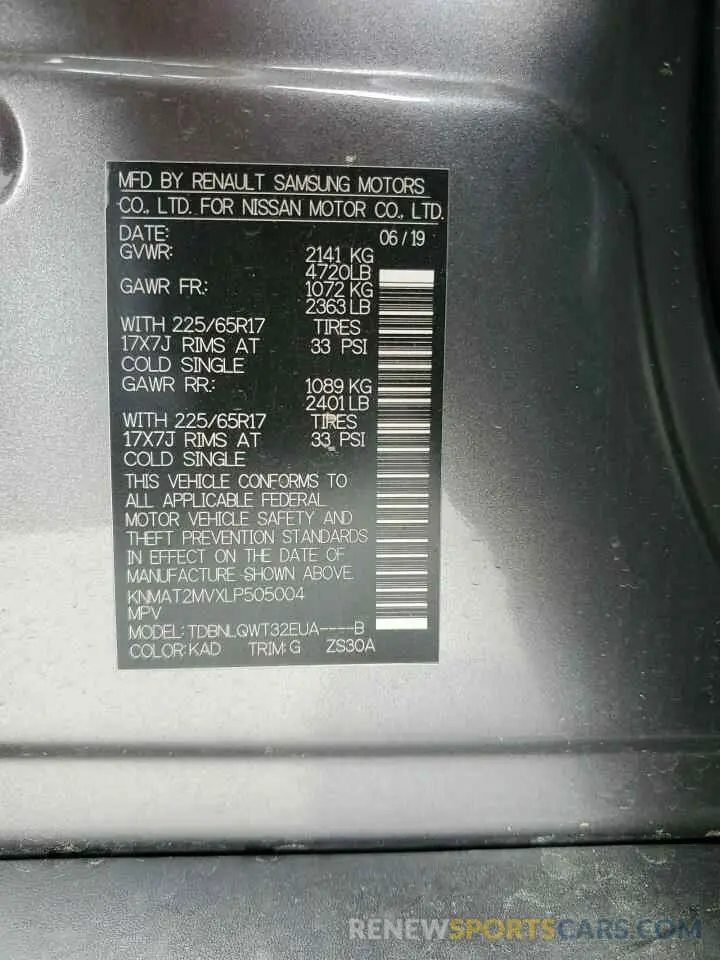 MFD BY RENAULT SAMSUNG MOTORS
CO., LTD. FOR NISSAN MOTOR CO., LTD.
DATE: 06/19
GVWR: 2141 KG
4720LB
GAWR FR.: 1072 KG
2363 LB
WITH 225/65R17 TIRES
17X7J RIMS AT 33 PSI
COLD SINGLE
GAWR RR.: 1089 KG
2401 LB
WITH 225/65R17 TIRES
17X7J RIMS AT 33 PSI
COLD SINGLE
THIS VEHICLE CONFORMS TO
ALL APPLICABLE FEDERAL
MOTOR VEHICLE SAFETY AND
THEFT PREVENTION STANDARDS
IN EFFECT ON THE DATE OF
MANUFACTURE SHOWN ABOVE.
KNMAT2MVXLP505004
MPV
MODEL: TDBNLQWT32EUA----B
COLOR: KAD TRIM: G ZS30A
RENEWSPORTSCARS.COM